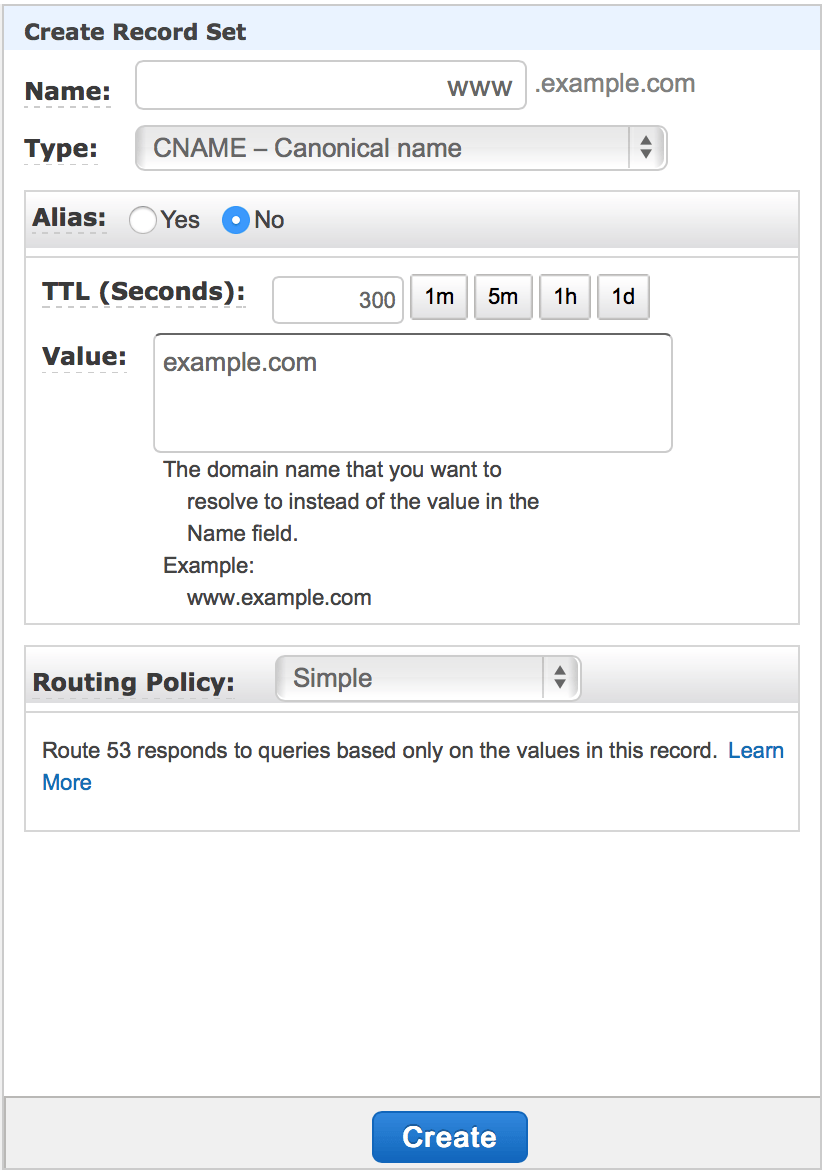 Create Record Set
Name: www .example.com
Type: CNAME – Canonical name
Alias: Yes No
TTL (Seconds): 300 1m 5m 1h 1d
Value: example.com
The domain name that you want to
resolve to instead of the value in the
Name field.
Example:
www.example.com
Routing Policy: Simple
Route 53 responds to queries based only on the values in this record. Learn
More
Create